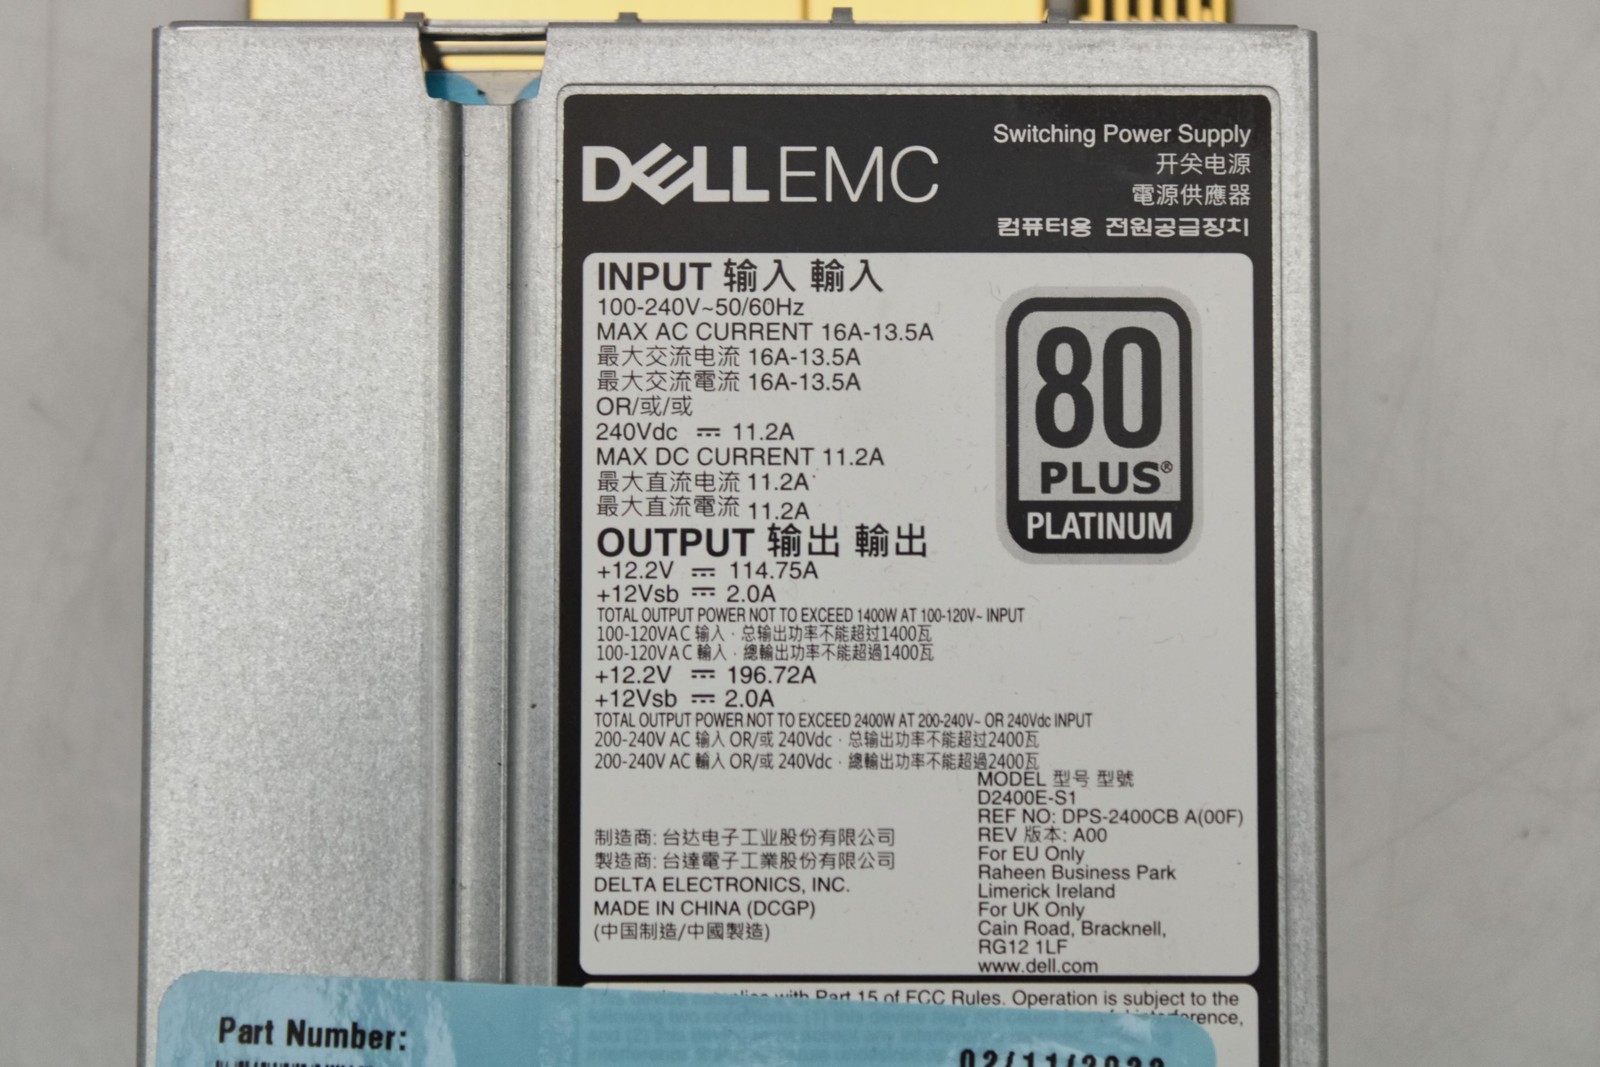 DELLEMC
Switching Power Supply
开关电源
電源供應器
컴퓨터용 전원공급장치
INPUT 输入 輸入
100-240V~50/60Hz
MAX AC CURRENT 16A-13.5A
最大交流电流 16A-13.5A
最大交流電流 16A-13.5A
OR/或/或
240Vdc ⎓ 11.2A
MAX DC CURRENT 11.2A
最大直流电流 11.2A
最大直流電流 11.2A
80
PLUS®
PLATINUM
OUTPUT 输出 輸出
+12.2V ⎓ 114.75A
+12Vsb ⎓ 2.0A
TOTAL OUTPUT POWER NOT TO EXCEED 1400W AT 100-120V~ INPUT
100-120VAC 输入 · 总输出功率不能超过1400瓦
100-120VAC 輸入 · 總輸出功率不能超過1400瓦
+12.2V ⎓ 196.72A
+12Vsb ⎓ 2.0A
TOTAL OUTPUT POWER NOT TO EXCEED 2400W AT 200-240V~ OR 240Vdc INPUT
200-240V AC 输入 OR/或 240Vdc · 总输出功率不能超过2400瓦
200-240V AC 輸入 OR/或 240Vdc · 總輸出功率不能超過2400瓦
制造商: 台达电子工业股份有限公司
製造商: 台達電子工業股份有限公司
DELTA ELECTRONICS, INC.
MADE IN CHINA (DCGP)
(中国制造/中國製造)
MODEL 型号 型號
D2400E-S1
REF NO: DPS-2400CB A(00F)
REV 版本: A00
For EU Only
Raheen Business Park
Limerick Ireland
For UK Only
Cain Road, Bracknell,
RG12 1LF
www.dell.com
with Part 15 of FCC Rules. Operation is subject to the
Part Number: